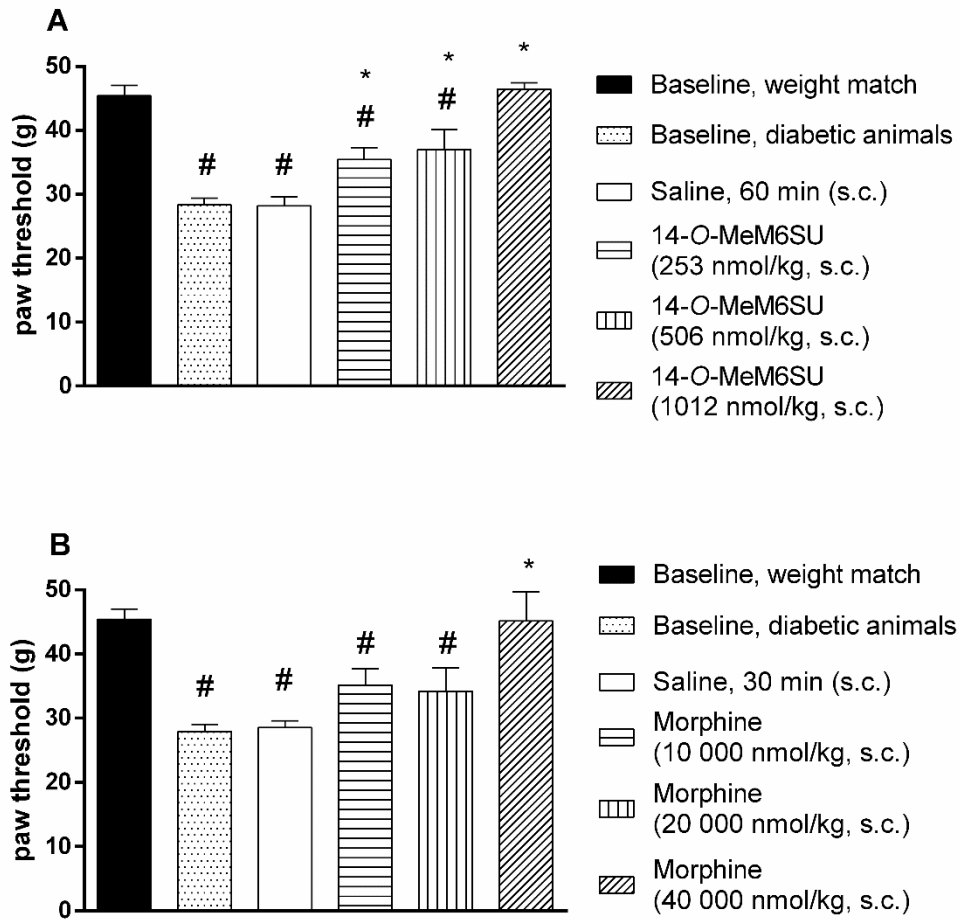 A
paw threshold (g)
50
40
30
20
10
0
#
#
*
#
*
#
*
Baseline, weight match
Baseline, diabetic animals
Saline, 60 min (s.c.)
14-O-MeM6SU
(253 nmol/kg, s.c.)
14-O-MeM6SU
(506 nmol/kg, s.c.)
14-O-MeM6SU
(1012 nmol/kg, s.c.)
B
paw threshold (g)
50
40
30
20
10
0
#
#
#
#
*
Baseline, weight match
Baseline, diabetic animals
Saline, 30 min (s.c.)
Morphine
(10 000 nmol/kg, s.c.)
Morphine
(20 000 nmol/kg, s.c.)
Morphine
(40 000 nmol/kg, s.c.)